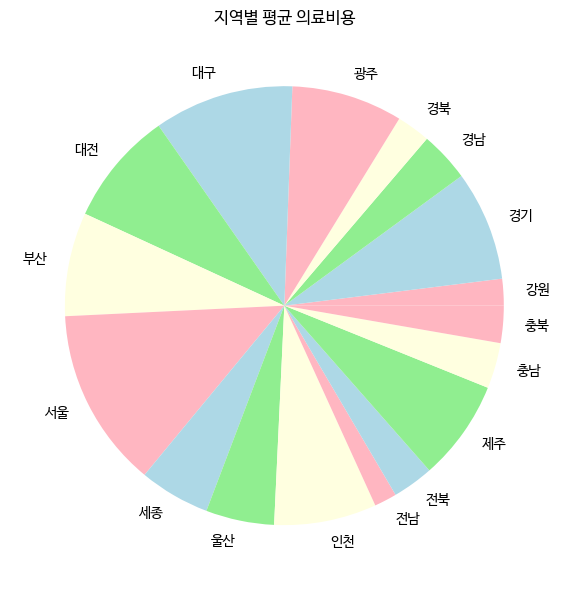 지역별 평균 의료비용
대구
광주
경북
경남
대전
경기
부산
강원
충북
충남
서울
제주
전북
세종
전남
울산
인천